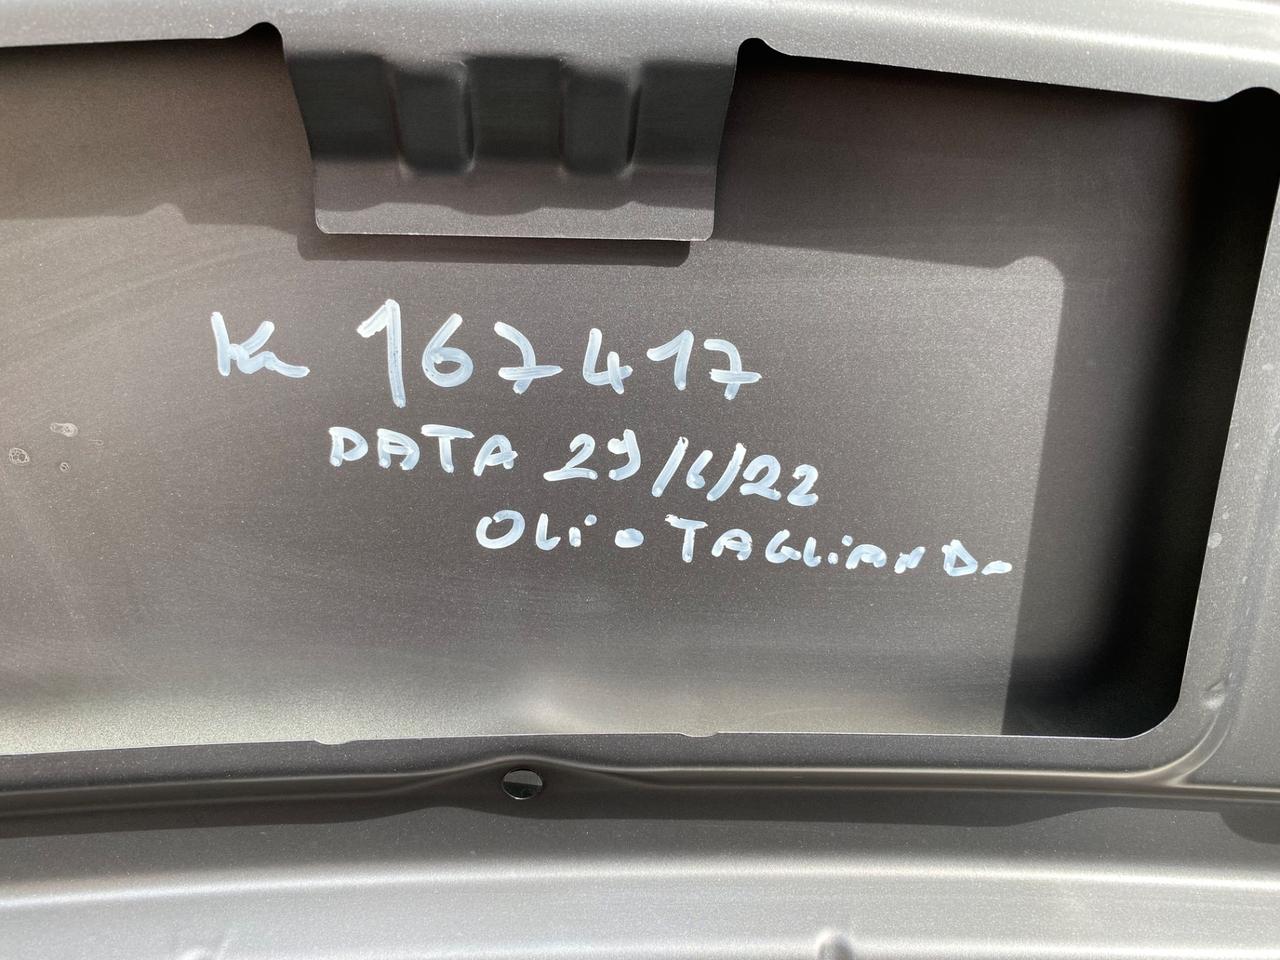 Km 167417
DATA 29/6/22
OLiO TAGLiANDO